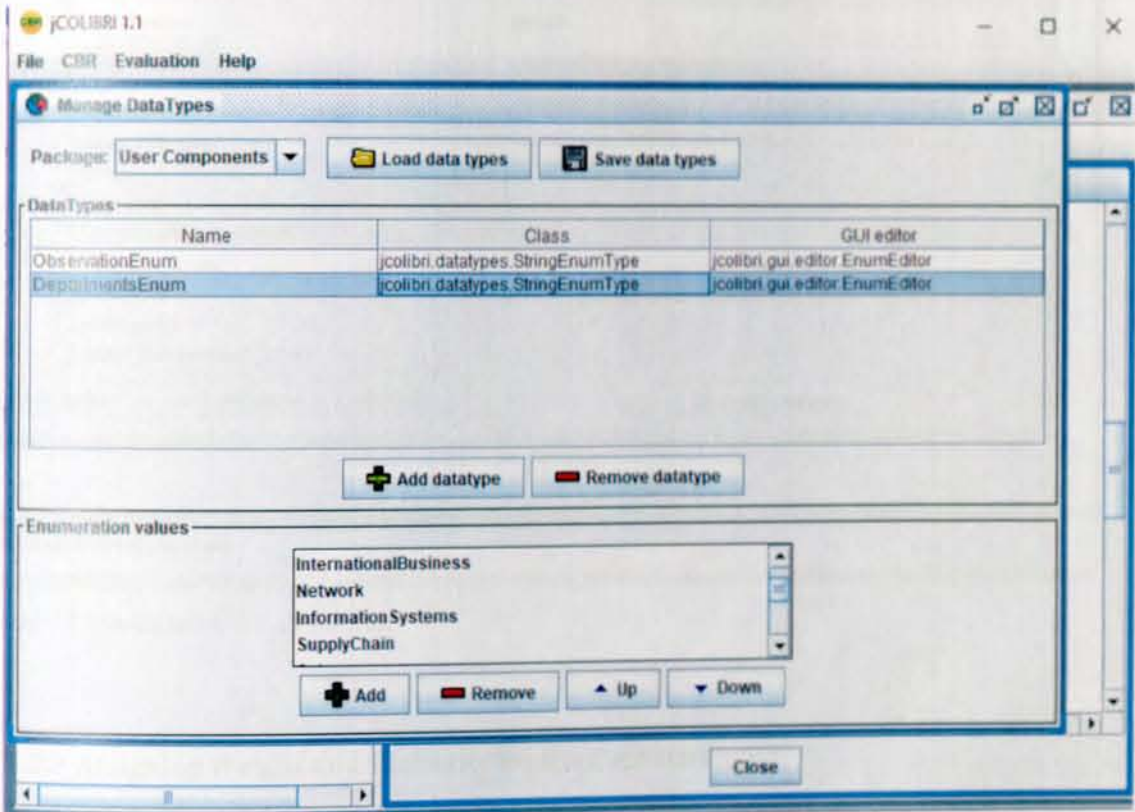 jCOLIBRI 1.1
File CBR Evaluation Help
Manage DataTypes
Package: User Components Load data types Save data types
DataTypes
Name Class GUI editor
ObservationEnum jcolibri.datatypes.StringEnumType jcolibri.gui.editor.EnumEditor
DepartmentsEnum jcolibri.datatypes.StringEnumType jcolibri.gui.editor.EnumEditor
Add datatype Remove datatype
Enumeration values
InternationalBusiness
Network
InformationSystems
SupplyChain
Add Remove Up Down
Close